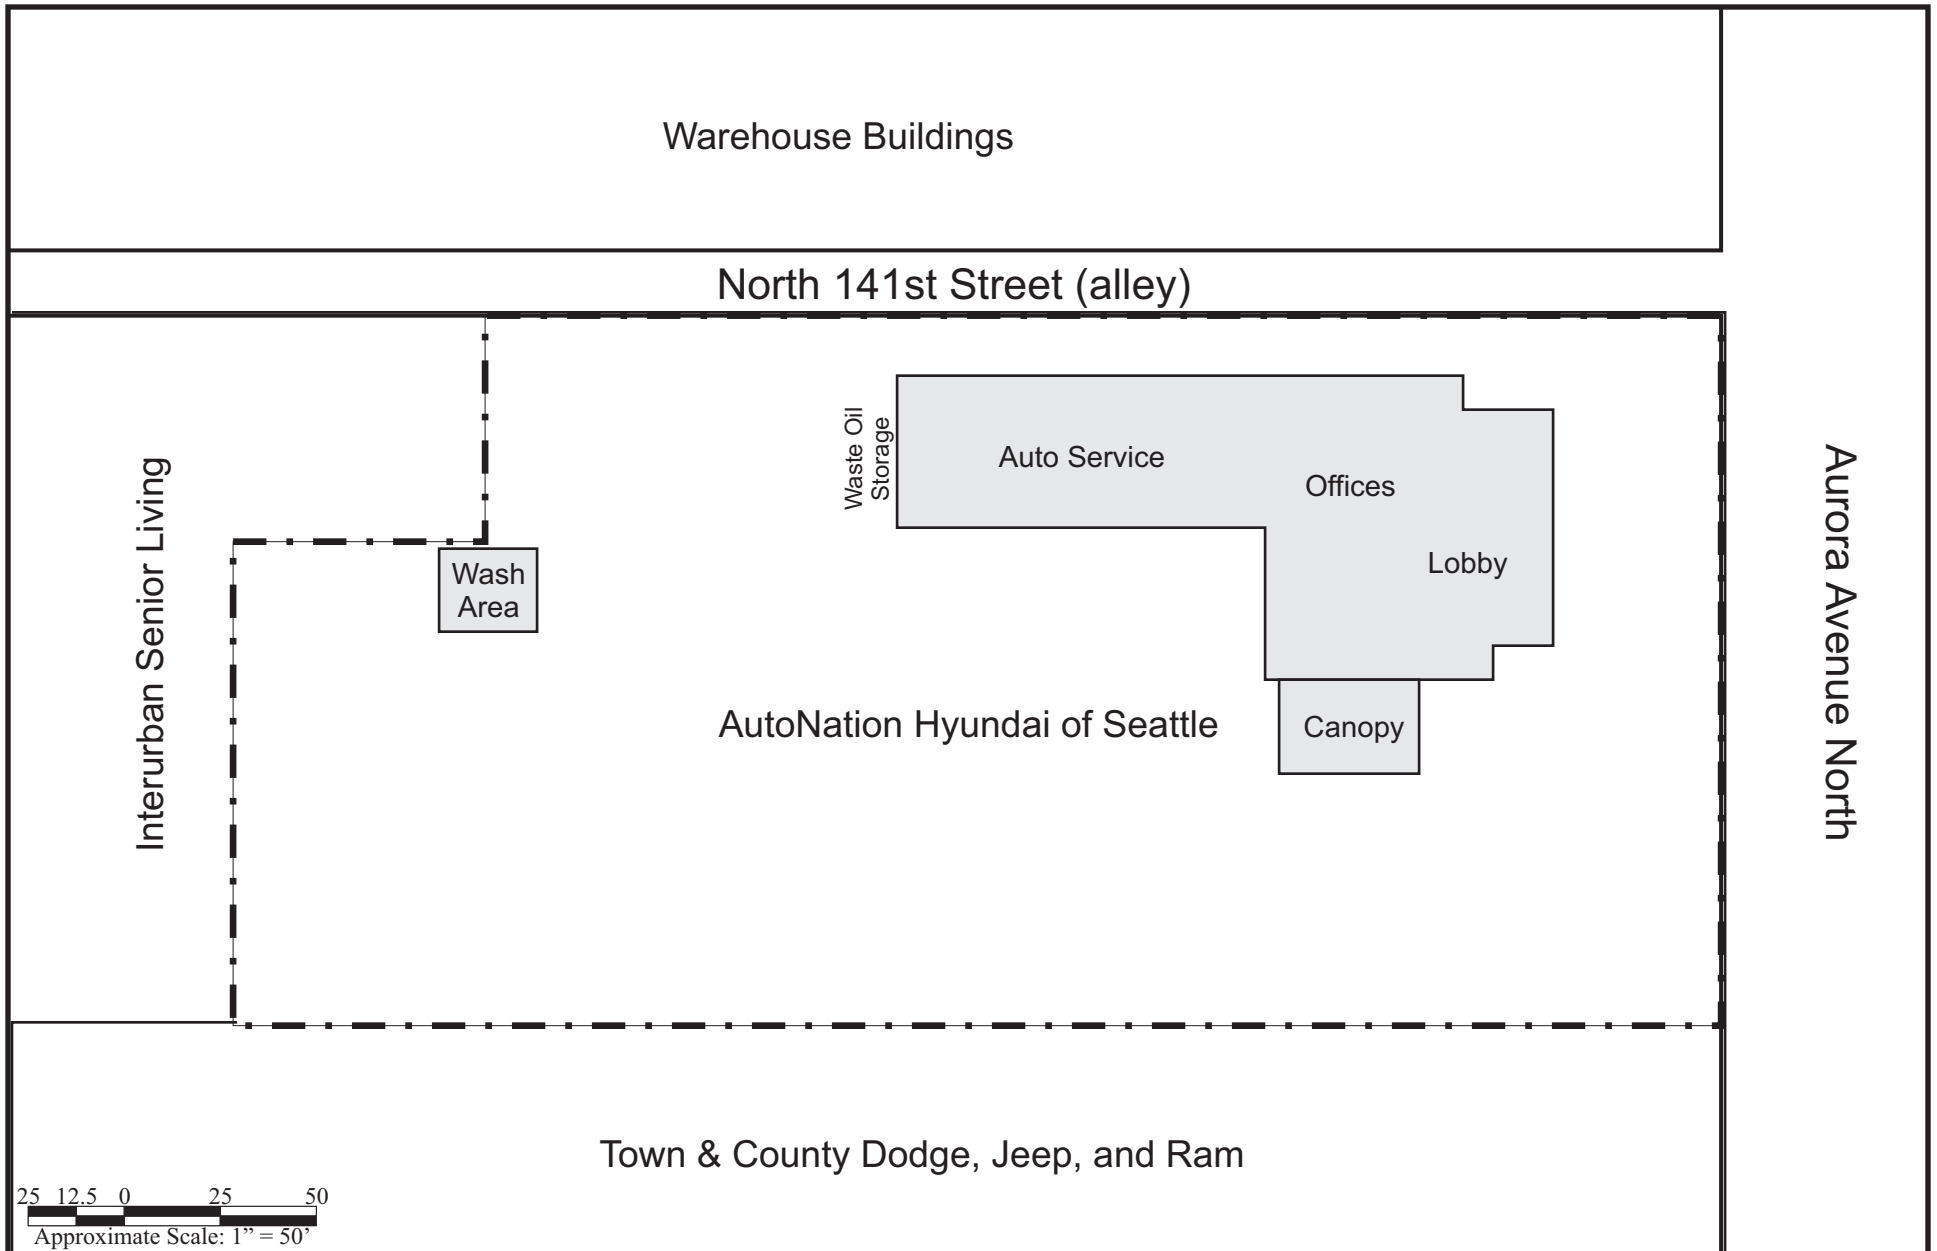 Warehouse Buildings
North 141st Street (alley)
Interurban Senior Living
Wash
Area
Waste Oil
Storage
Auto Service
Offices
Lobby
Canopy
AutoNation Hyundai of Seattle
Aurora Avenue North
Town & County Dodge, Jeep, and Ram
25 12.5 0 25 50
Approximate Scale: 1” = 50’